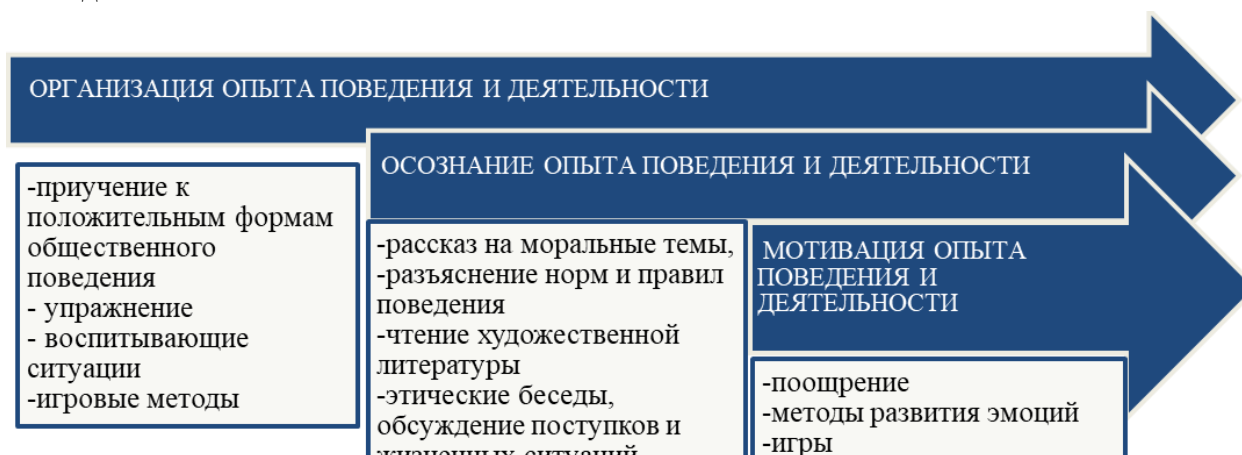 ОРГАНИЗАЦИЯ ОПЫТА ПОВЕДЕНИЯ И ДЕЯТЕЛЬНОСТИ
-приучение к
положительным формам
общественного
поведения
- упражнение
- воспитывающие
ситуации
-игровые методы
ОСОЗНАНИЕ ОПЫТА ПОВЕДЕНИЯ И ДЕЯТЕЛЬНОСТИ
-рассказ на моральные темы,
-разъяснение норм и правил
поведения
-чтение художественной
литературы
-этические беседы,
обсуждение поступков и
жизненных ситуаций
МОТИВАЦИЯ ОПЫТА
ПОВЕДЕНИЯ И
ДЕЯТЕЛЬНОСТИ
-поощрение
-методы развития эмоций
-игры